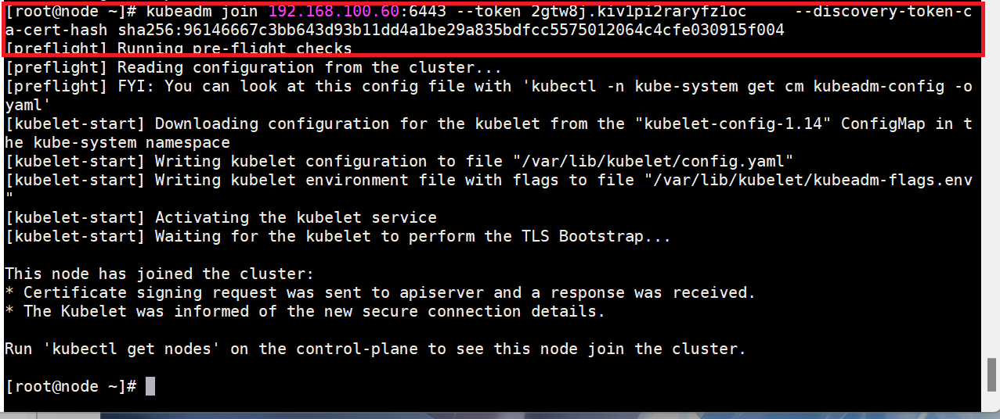 [root@node ~]# kubeadm join 192.168.100.60:6443 --token 2gtw8j.kiv1pi2raryfz1oc     --discovery-token-c
a-cert-hash sha256:96146667c3bb643d93b11dd4a1be29a835bdfcc5575012064c4cfe030915f004
[preflight] Running pre-flight checks
[preflight] Reading configuration from the cluster...
[preflight] FYI: You can look at this config file with 'kubectl -n kube-system get cm kubeadm-config -o
yaml'
[kubelet-start] Downloading configuration for the kubelet from the "kubelet-config-1.14" ConfigMap in t
he kube-system namespace
[kubelet-start] Writing kubelet configuration to file "/var/lib/kubelet/config.yaml"
[kubelet-start] Writing kubelet environment file with flags to file "/var/lib/kubelet/kubeadm-flags.env
"
[kubelet-start] Activating the kubelet service
[kubelet-start] Waiting for the kubelet to perform the TLS Bootstrap...

This node has joined the cluster:
* Certificate signing request was sent to apiserver and a response was received.
* The Kubelet was informed of the new secure connection details.

Run 'kubectl get nodes' on the control-plane to see this node join the cluster.

[root@node ~]#